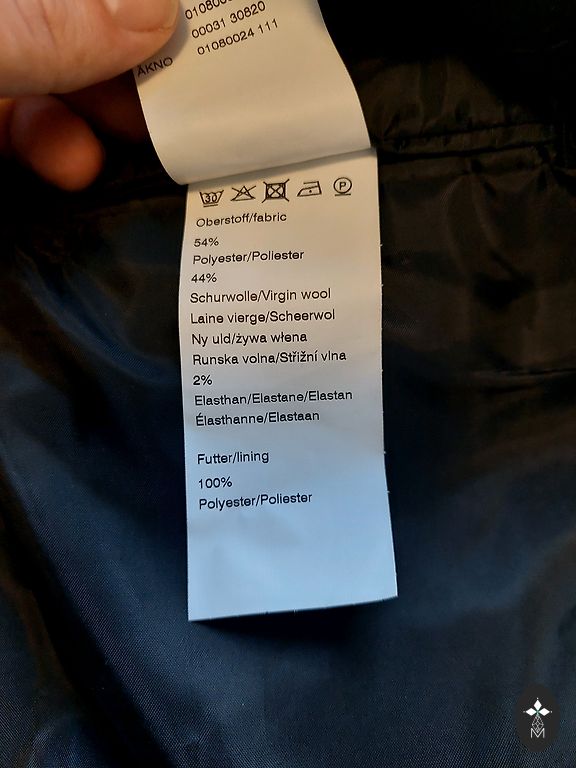 00031 30820
01080024 111
30
P
Oberstoff/fabric
54%
Polyester/Poliester
44%
Schurwolle/Virgin wool
Laine vierge/Scheerwol
Ny uld/żywa wełna
Runska volna/Střižní vlna
2%
Elasthan/Elastane/Elastan
Élasthanne/Elastaan
Futter/lining
100%
Polyester/Poliester
M